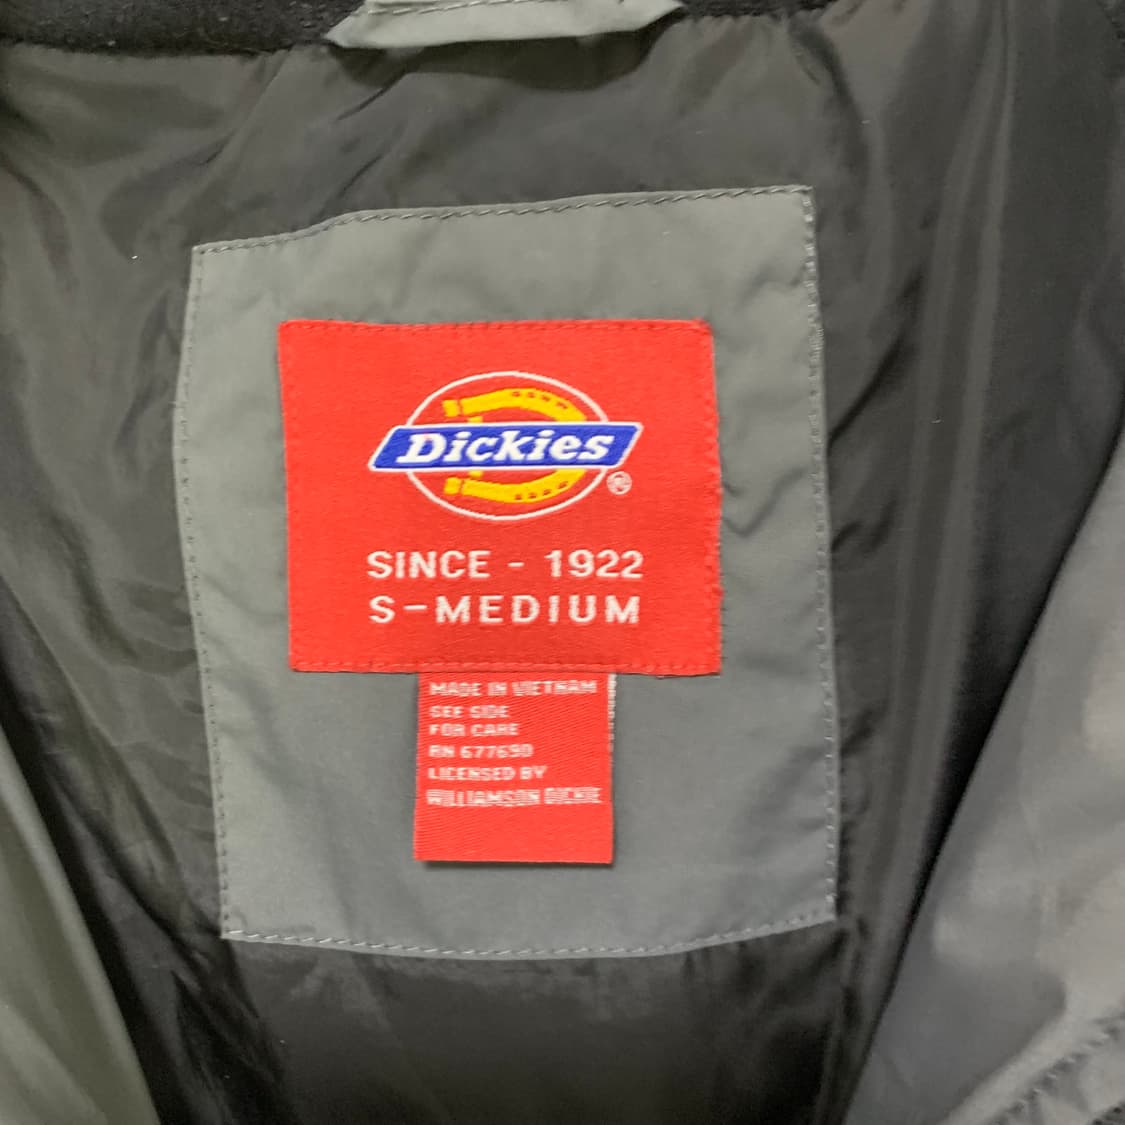 Dickies®
SINCE - 1922
S-MEDIUM
MADE IN VIETNAM
SEE SIDE
FOR CARE
RN 677690
LICENSED BY
WILLIAMSON DICKIE